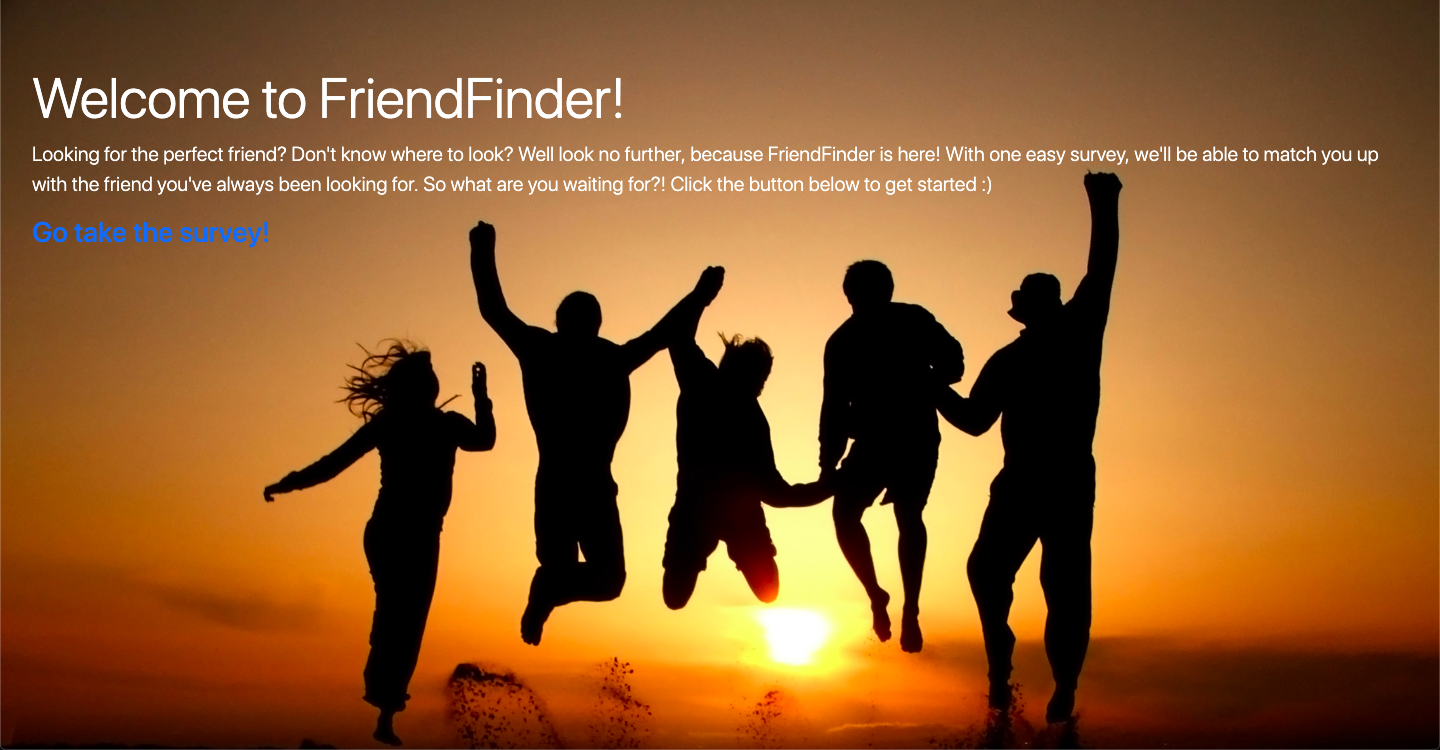 Welcome to FriendFinder!
Looking for the perfect friend? Don't know where to look? Well look no further, because FriendFinder is here! With one easy survey, we'll be able to match you up
with the friend you've always been looking for. So what are you waiting for?! Click the button below to get started :)
Go take the survey!